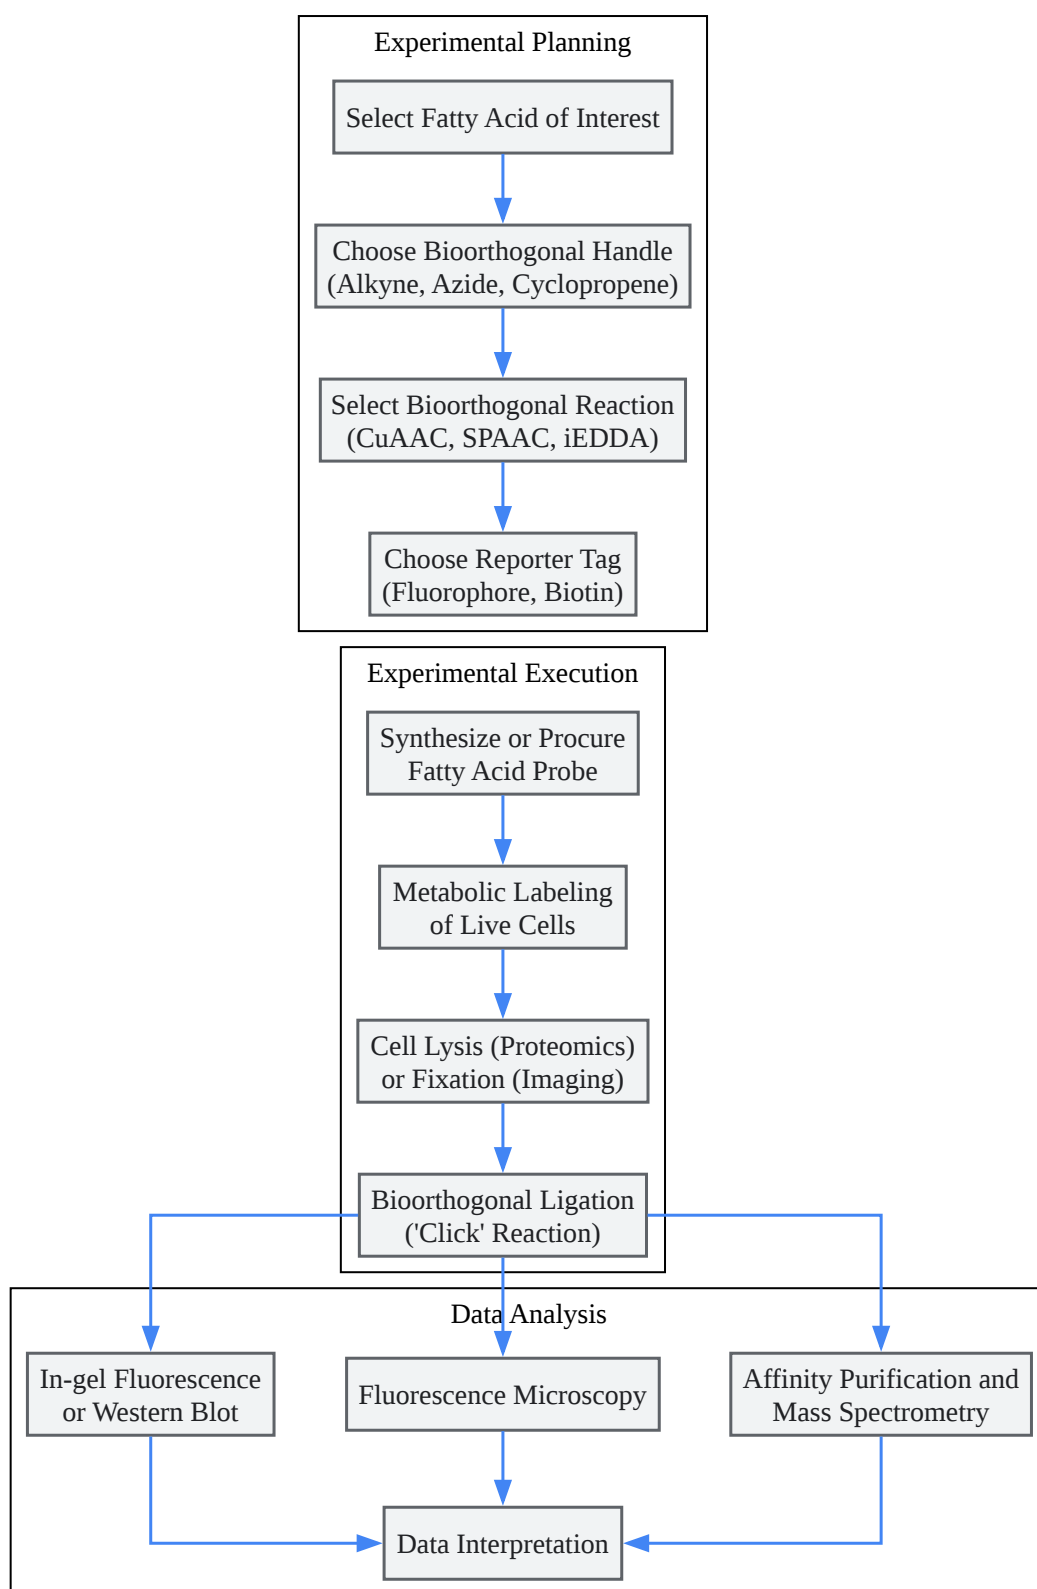 Experimental Planning
Select Fatty Acid of Interest
Choose Bioorthogonal Handle
(Alkyne, Azide, Cyclopropene)
Select Bioorthogonal Reaction
(CuAAC, SPAAC, iEDDA)
Choose Reporter Tag
(Fluorophore, Biotin)
Experimental Execution
Synthesize or Procure
Fatty Acid Probe
Metabolic Labeling
of Live Cells
Cell Lysis (Proteomics)
or Fixation (Imaging)
Bioorthogonal Ligation
('Click' Reaction)
Data Analysis
In-gel Fluorescence
or Western Blot
Fluorescence Microscopy
Affinity Purification and
Mass Spectrometry
Data Interpretation